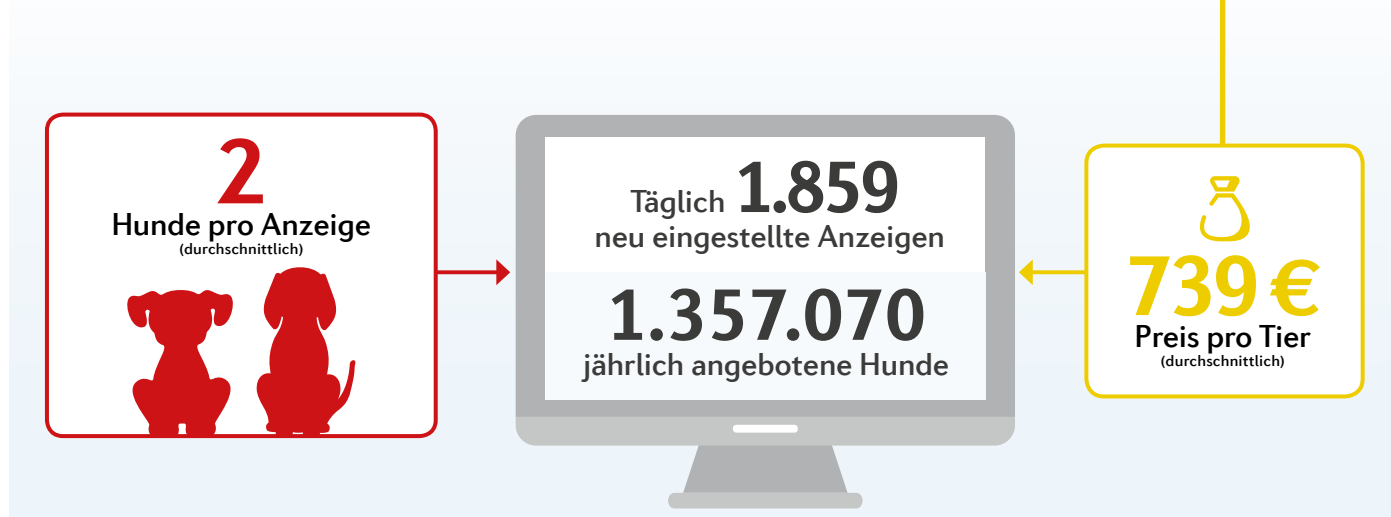 2
Hunde pro Anzeige
(durchschnittlich)
Täglich 1.859
neu eingestellte Anzeigen
1.357.070
jährlich angebotene Hunde
739 €
Preis pro Tier
(durchschnittlich)